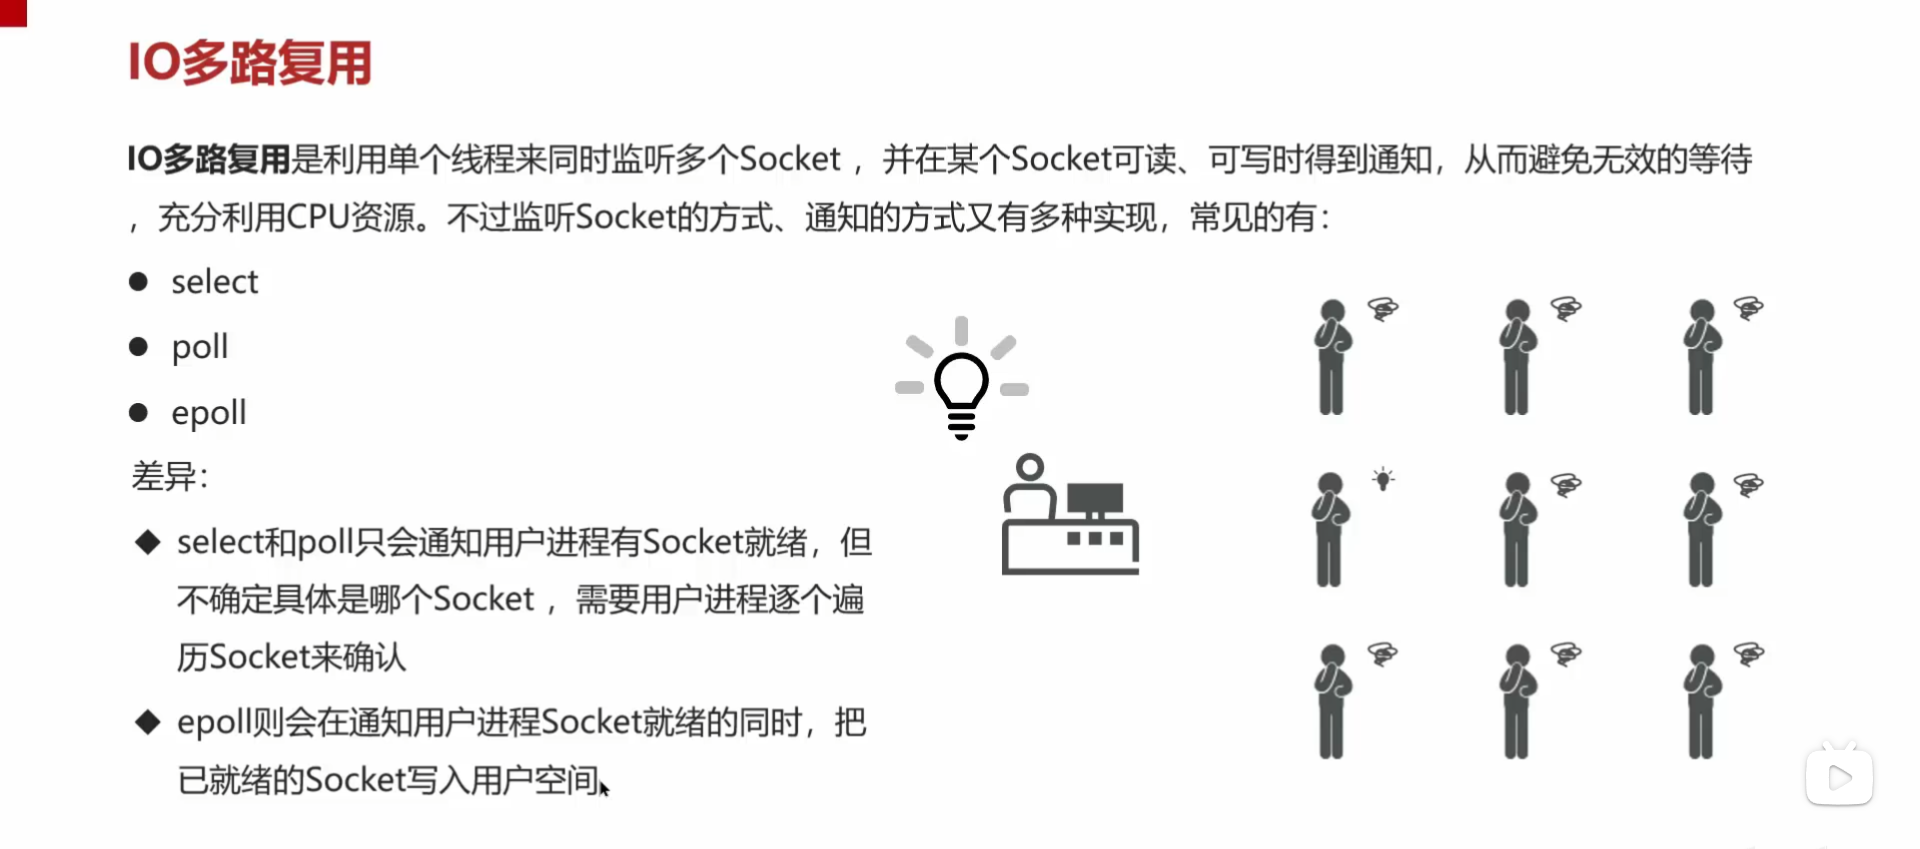 IO多路复用
IO多路复用是利用单个线程来同时监听多个Socket ，并在某个Socket可读、可写时得到通知，从而避免无效的等待
，充分利用CPU资源。不过监听Socket的方式、通知的方式又有多种实现，常见的有：
● select
● poll
● epoll
差异：
◆ select和poll只会通知用户进程有Socket就绪，但
不确定具体是哪个Socket ，需要用户进程逐个遍
历Socket来确认
◆ epoll则会在通知用户进程Socket就绪的同时，把
已就绪的Socket写入用户空间